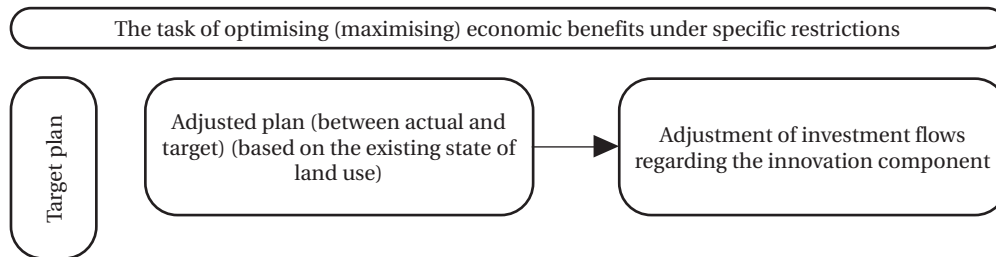 The task of optimising (maximising) economic benefits under specific restrictions
Target plan
Adjusted plan (between actual and
target) (based on the existing state of
land use)
Adjustment of investment flows
regarding the innovation component